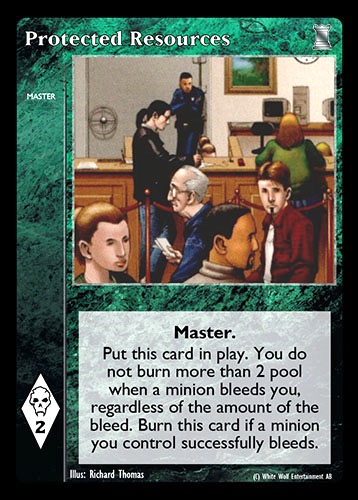 Protected Resources
MASTER
Master.
Put this card in play. You do
not burn more than 2 pool
when a minion bleeds you,
regardless of the amount of the
bleed. Burn this card if a minion
you control successfully bleeds.
2
Illus: Richard Thomas
(C) White Wolf Entertainment AB